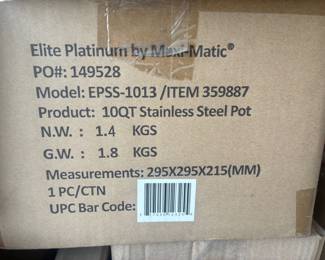 Elite Platinum by Maxi-Matic®
PO#: 149528
Model: EPSS-1013 /ITEM 359887
Product: 10QT Stainless Steel Pot
N.W. : 1.4 KGS
G.W. : 1.8 KGS
Measurements: 295X295X215(MM)
1 PC/CTN
UPC Bar Code: